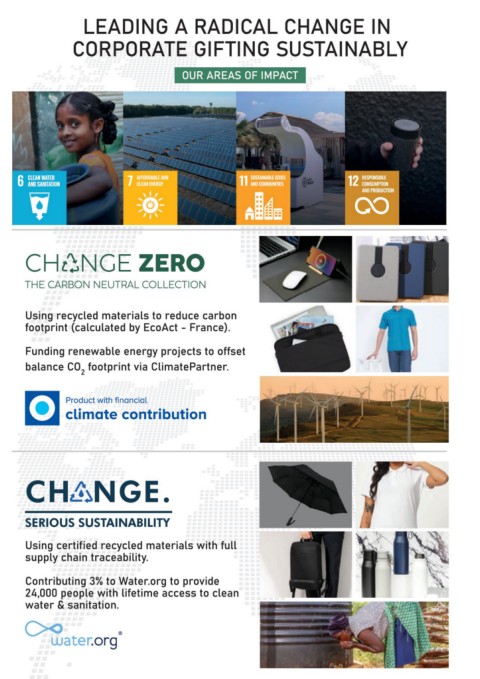 LEADING A RADICAL CHANGE IN
CORPORATE GIFTING SUSTAINABLY
OUR AREAS OF IMPACT
6 CLEAN WATER
AND SANITATION
7 AFFORDABLE AND
CLEAN ENERGY
11 SUSTAINABLE CITIES
AND COMMUNITIES
12 RESPONSIBLE
CONSUMPTION
AND PRODUCTION
CHANGE ZERO
THE CARBON NEUTRAL COLLECTION
Using recycled materials to reduce carbon
footprint (calculated by EcoAct - France).
Funding renewable energy projects to offset
balance CO₂ footprint via ClimatePartner.
Product with financial
climate contribution
CHANGE.
SERIOUS SUSTAINABILITY
Using certified recycled materials with full
supply chain traceability.
Contributing 3% to Water.org to provide
24,000 people with lifetime access to clean
water & sanitation.
water.org®